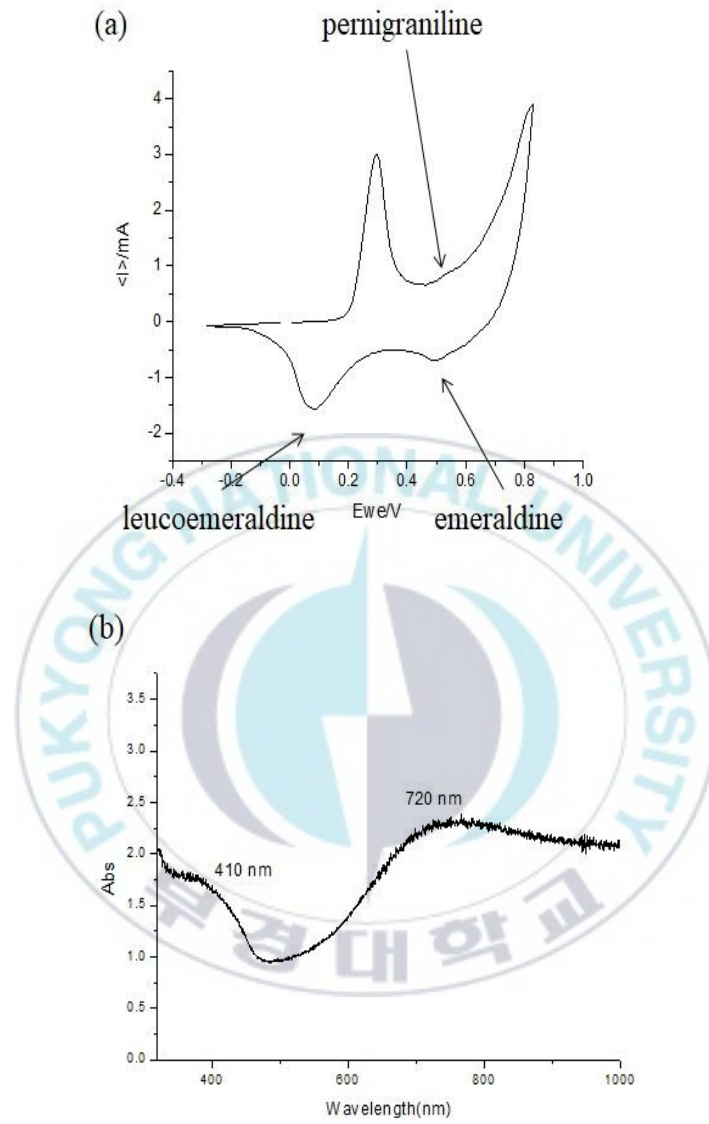 (a)
pernigraniline
4
3
2
1
0
-1
-2
<I>/mA
-0.4 0.0 0.2 0.4 0.6 0.8 1.0
Ewe/V
leucoemeraldine
emeraldine
PUKYONG NATIONAL UNIVERSITY
부경대학교
(b)
3.5
3.0
2.5
2.0
1.5
1.0
0.5
0.0
Abs
410 nm
720 nm
400 600 800 1000
Wavelength(nm)